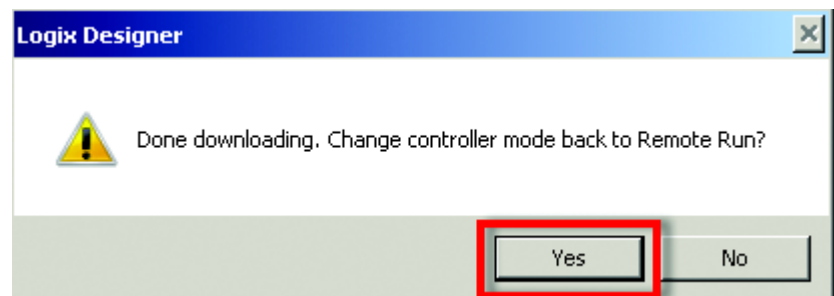 Logix Designer
Done downloading. Change controller mode back to Remote Run?
Yes
No